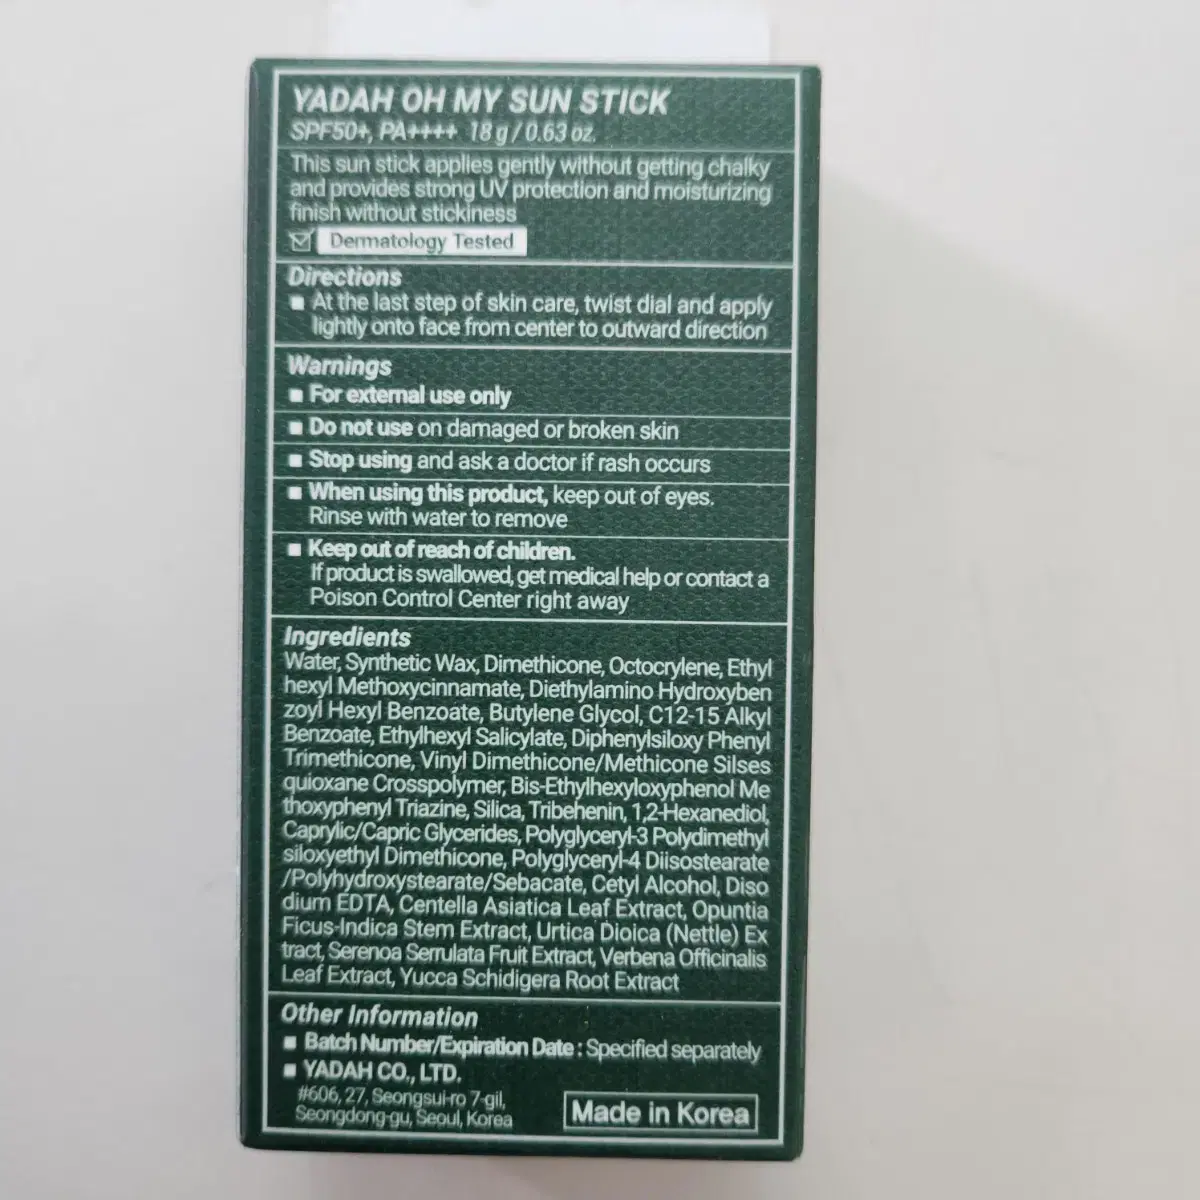 YADAH OH MY SUN STICK
SPF50+, PA++++ 18 g / 0.63 oz.
This sun stick applies gently without getting chalky
and provides strong UV protection and moisturizing
finish without stickiness
Dermatology Tested
Directions
■ At the last step of skin care, twist dial and apply
lightly onto face from center to outward direction
Warnings
■ For external use only
■ Do not use on damaged or broken skin
■ Stop using and ask a doctor if rash occurs
■ When using this product, keep out of eyes.
Rinse with water to remove
■ Keep out of reach of children.
If product is swallowed, get medical help or contact a
Poison Control Center right away
Ingredients
Water, Synthetic Wax, Dimethicone, Octocrylene, Ethyl
hexyl Methoxycinnamate, Diethylamino Hydroxyben
zoyl Hexyl Benzoate, Butylene Glycol, C12-15 Alkyl
Benzoate, Ethylhexyl Salicylate, Diphenylsiloxy Phenyl
Trimethicone, Vinyl Dimethicone/Methicone Silses
quioxane Crosspolymer, Bis-Ethylhexyloxyphenol Me
thoxyphenyl Triazine, Silica, Tribehenin, 1,2-Hexanediol,
Caprylic/Capric Glycerides, Polyglyceryl-3 Polydimethyl
siloxyethyl Dimethicone, Polyglyceryl-4 Diisostearate
/Polyhydroxystearate/Sebacate, Cetyl Alcohol, Diso
dium EDTA, Centella Asiatica Leaf Extract, Opuntia
Ficus-Indica Stem Extract, Urtica Dioica (Nettle) Ex
tract, Serenoa Serrulata Fruit Extract, Verbena Officinalis
Leaf Extract, Yucca Schidigera Root Extract
Other Information
■ Batch Number/Expiration Date : Specified separately
■ YADAH CO., LTD.
#606, 27, Seongsui-ro 7-gil,
Seongdong-gu, Seoul, Korea
Made in Korea